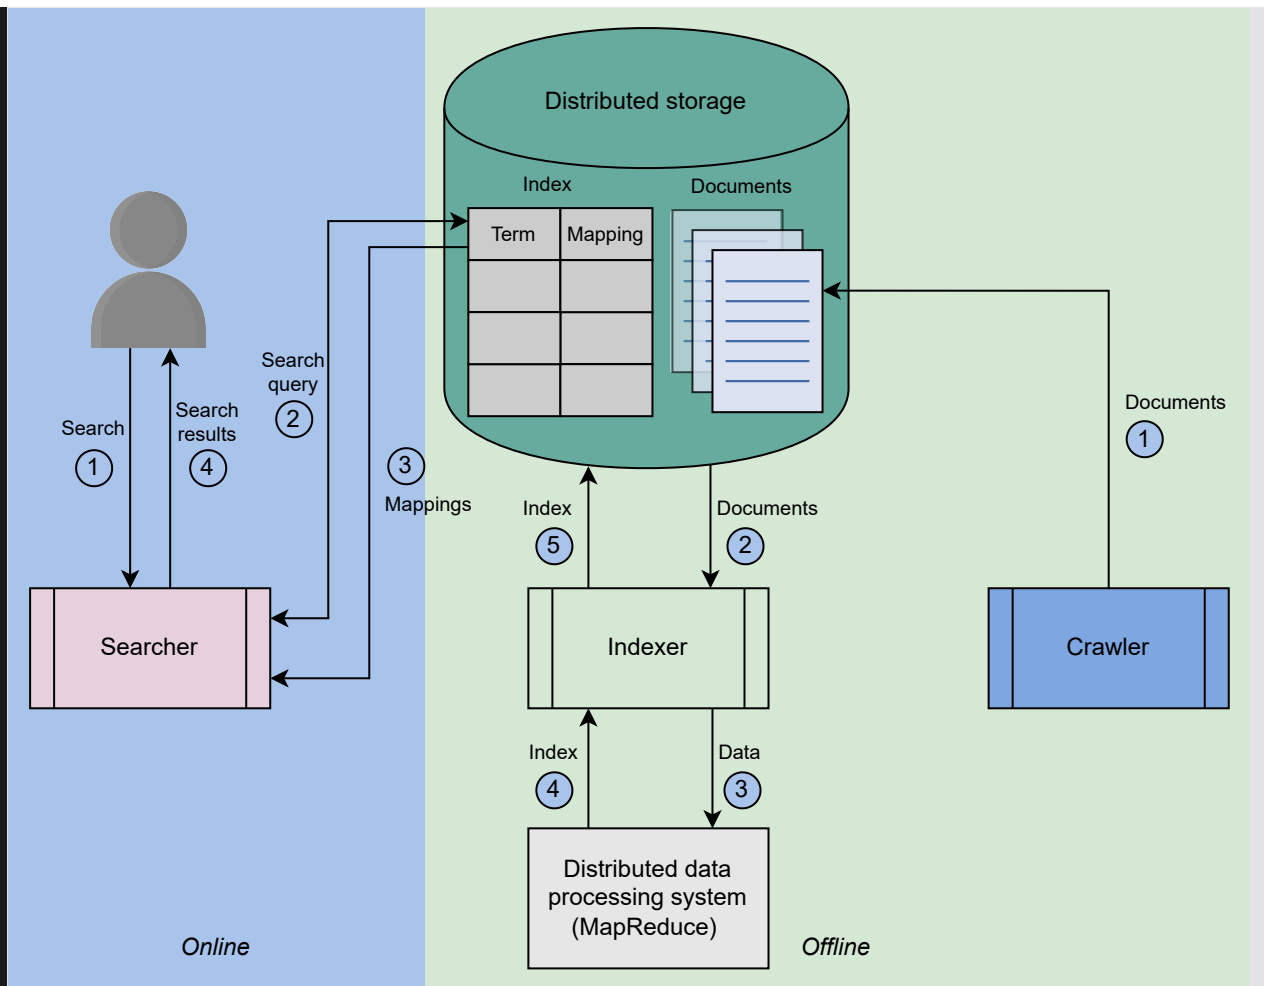 Distributed storage
Index
Documents
Term
Mapping
Search
query
2
Search
1
Search
results
4
3
Mappings
Documents
1
Index
5
Documents
2
Searcher
Indexer
Crawler
Index
4
Data
3
Distributed data
processing system
(MapReduce)
Online
Offline